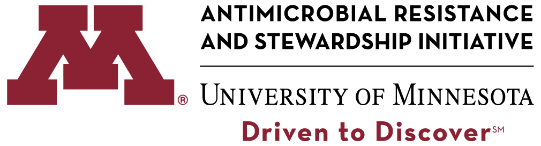 ANTIMICROBIAL RESISTANCE
AND STEWARDSHIP INITIATIVE
M®
UNIVERSITY OF MINNESOTA
Driven to Discover℠